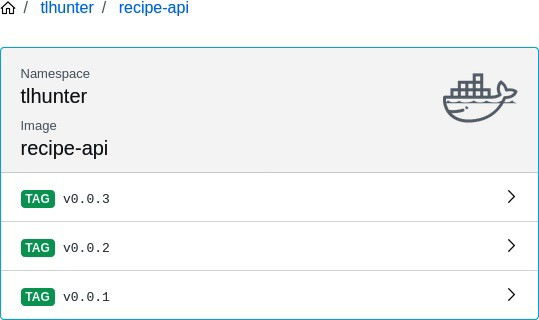 / tlhunter / recipe-api
Namespace
tlhunter
Image
recipe-api
TAG v0.0.3
TAG v0.0.2
TAG v0.0.1